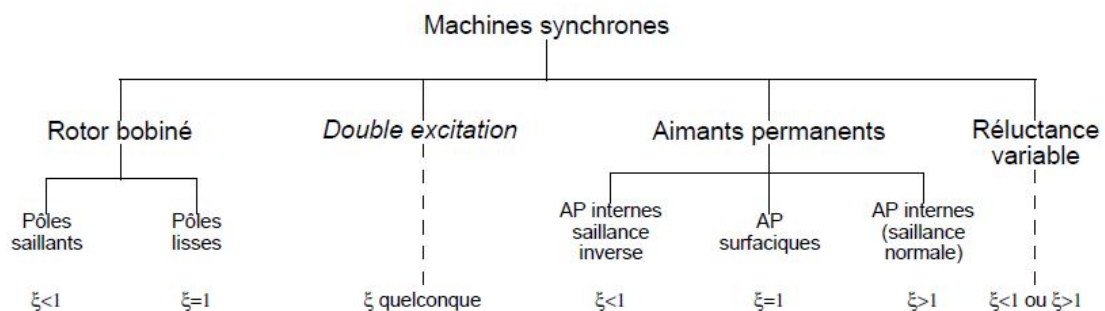 Machines synchrones
Rotor bobiné
Double excitation
Aimants permanents
Réluctance
variable
Pôles
saillants
Pôles
lisses
AP internes
saillance
inverse
AP
surfaciques
AP internes
(saillance
normale)
ξ<1
ξ=1
ξ quelconque
ξ<1
ξ=1
ξ>1
ξ<1 ou ξ>1